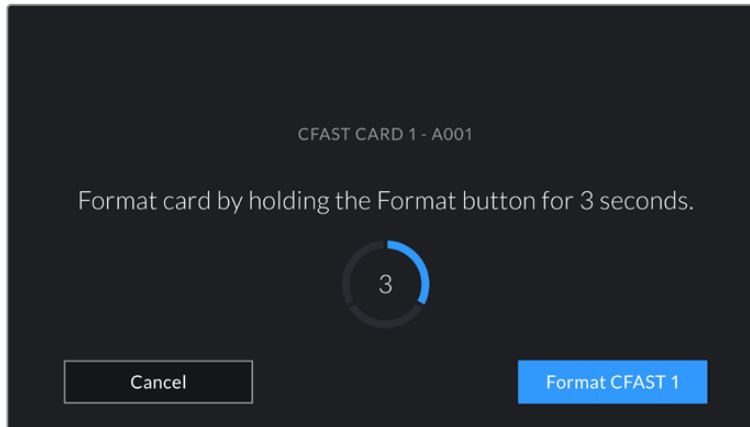 CFAST CARD 1 - A001
Format card by holding the Format button for 3 seconds.
3
Cancel
Format CFAST 1